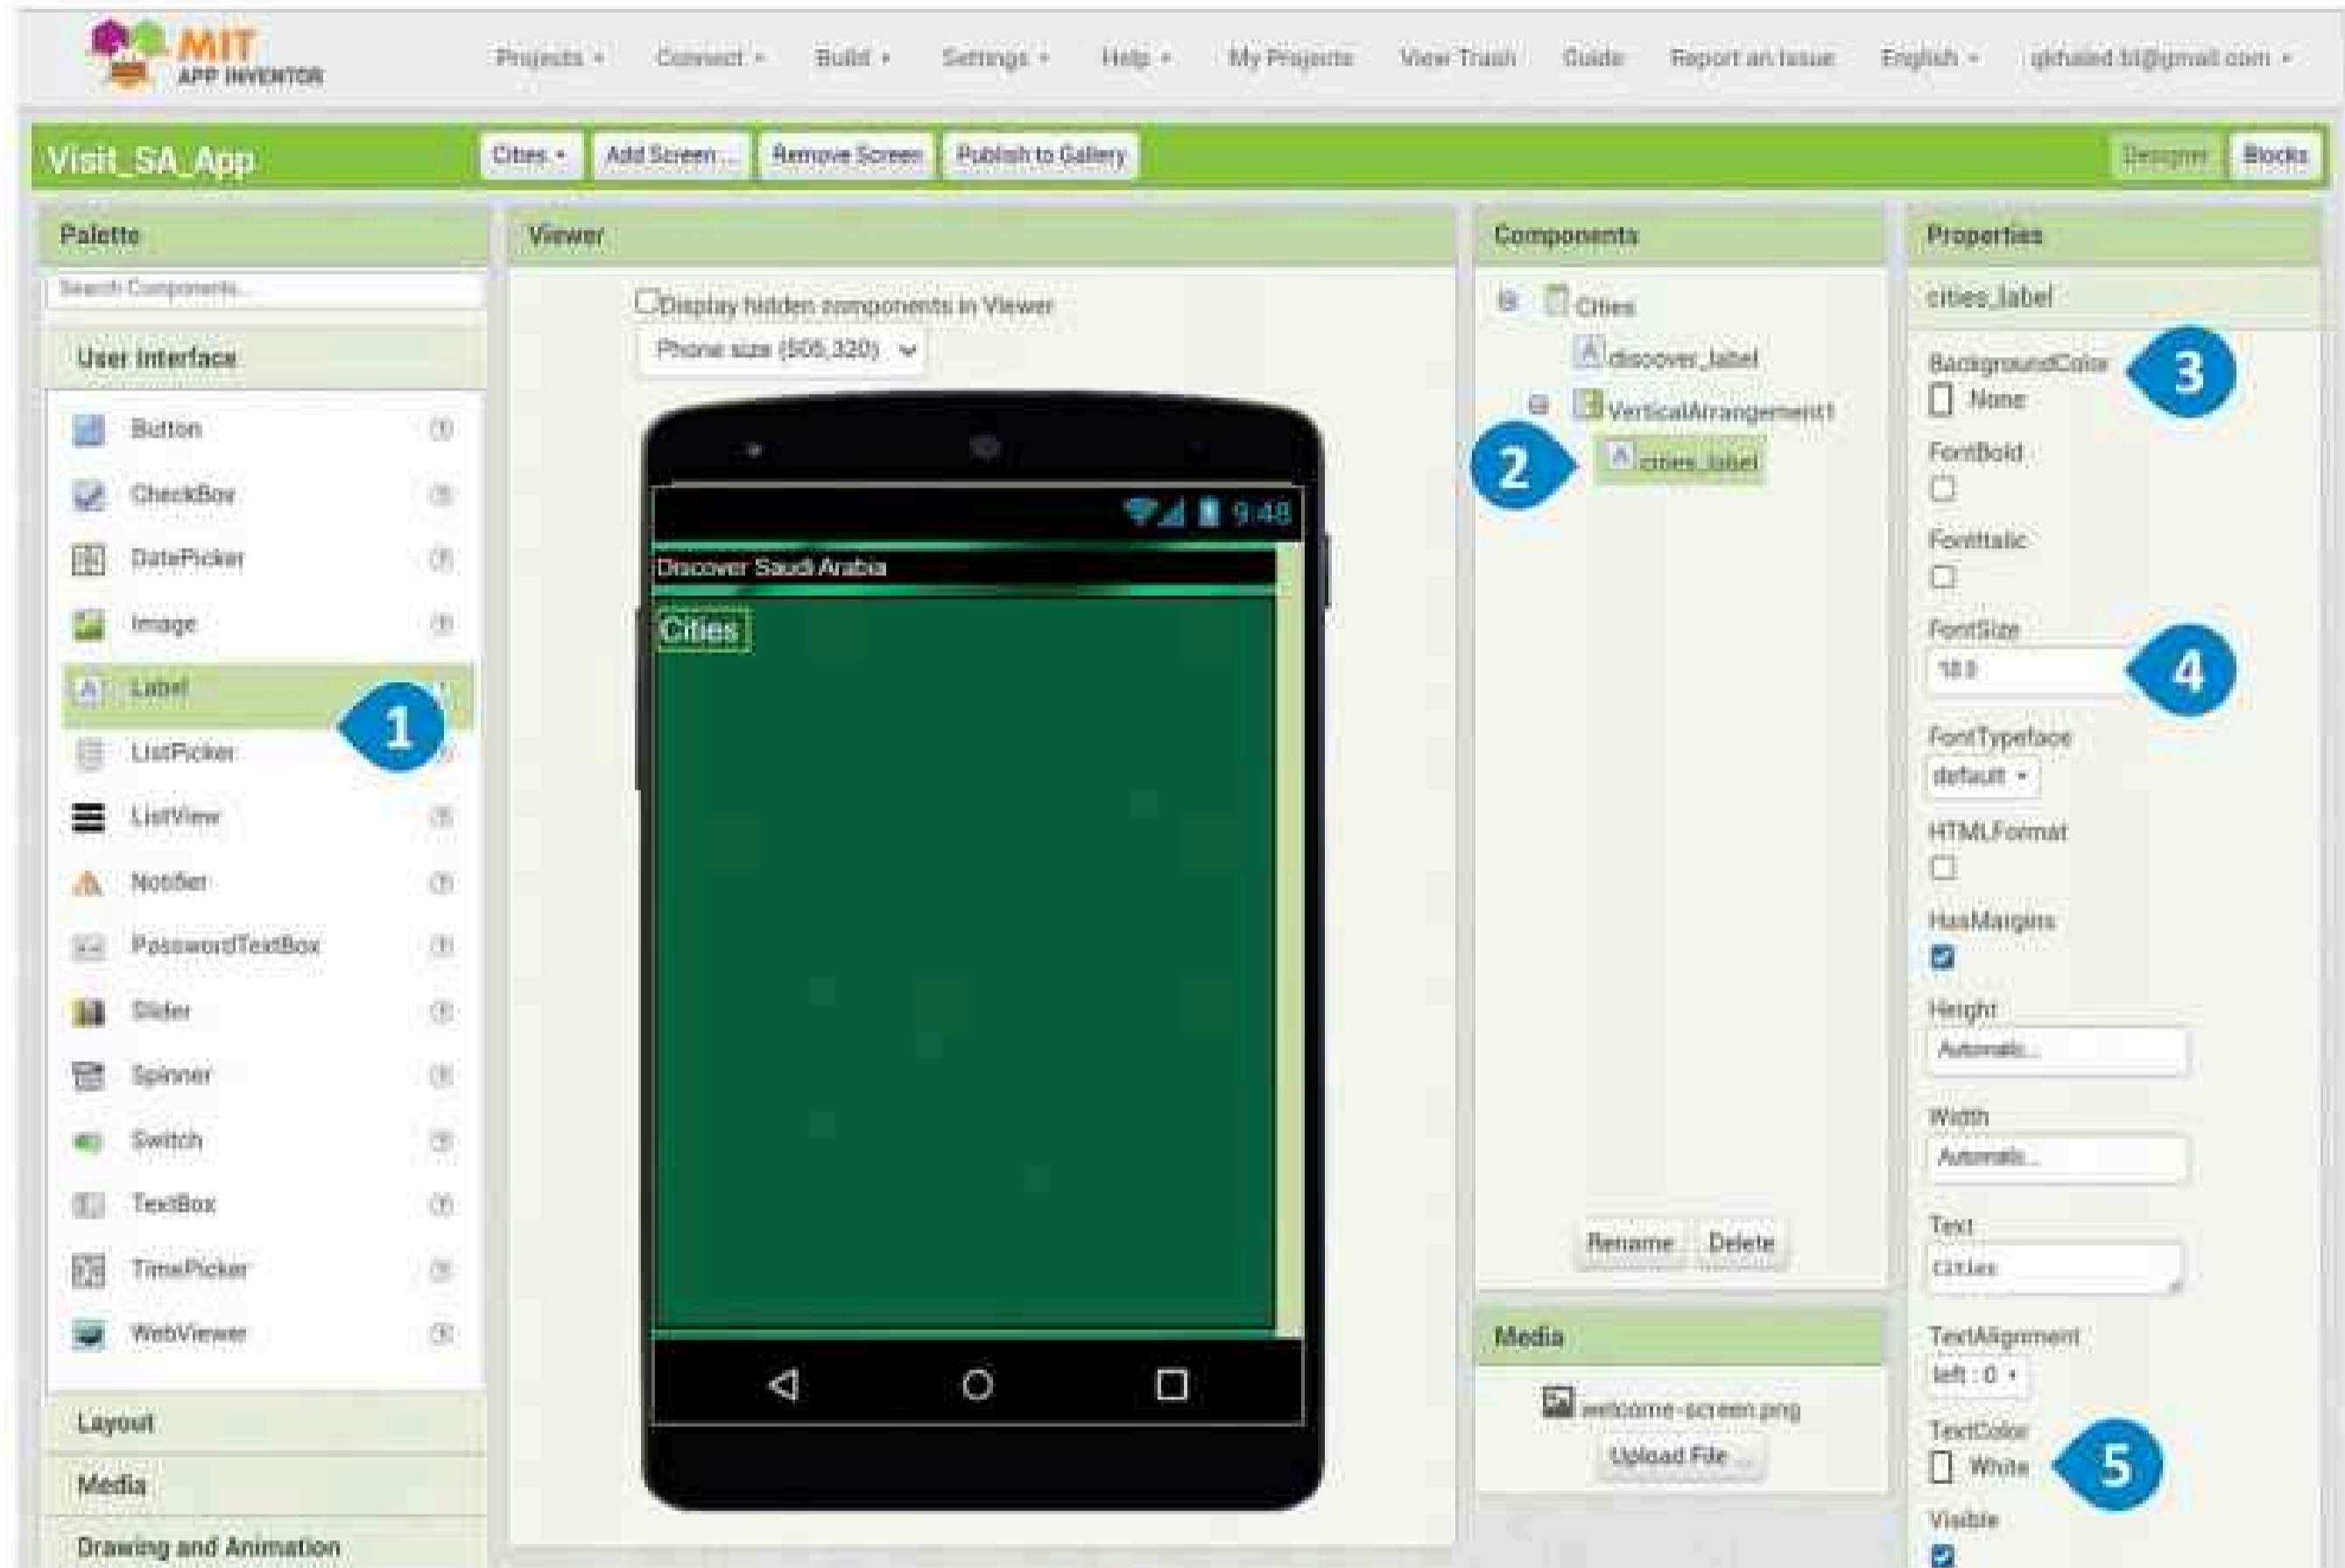 MIT
APP INVENTOR
Projects
Connect
Build
Settings
Help
My Projects
View Trash
Guide
Report an Issue
English
Visit_SA_App
Cities
Add Screen ...
Remove Screen
Publish to Gallery
Designer
Blocks
Palette
Search Components...
User Interface
Button
CheckBox
DatePicker
Image
Label
1
ListPicker
ListView
Notifier
PasswordTextBox
Slider
Spinner
Switch
TextBox
TimePicker
WebViewer
Layout
Media
Drawing and Animation
Viewer
Display hidden components in Viewer
Phone size (505,320)
9:48
Discover Saudi Arabia
Cities
Components
Cities
discover_label
VerticalArrangement1
2
cities_label
Rename
Delete
Media
welcome-screen.png
Upload File ...
Properties
cities_label
BackgroundColor
3
None
FontBold
FontItalic
FontSize
4
FontTypeface
default
HTMLFormat
HasMargins
Height
Automatic...
Width
Automatic...
Text
Cities
TextAlignment
left : 0
TextColor
White
5
Visible